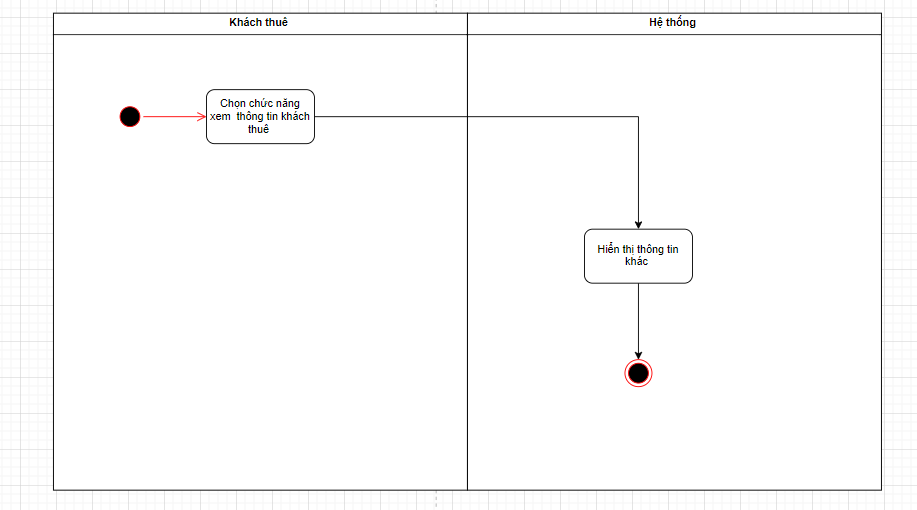 Khách thuê
Hệ thống
Chọn chức năng
xem  thông tin khách
thuê
Hiển thị thông tin
khác